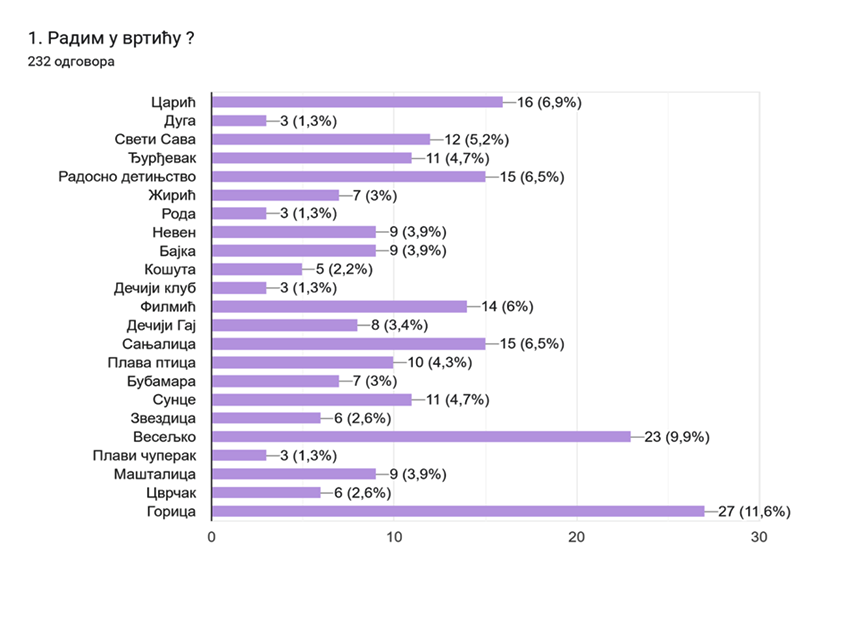 1. Радим у вртићу ?
232 одговора
Царић 16 (6,9%)
Дуга 3 (1,3%)
Свети Сава 12 (5,2%)
Ђурђевак 11 (4,7%)
Радосно детињство 15 (6,5%)
Жирић 7 (3%)
Рода 3 (1,3%)
Невен 9 (3,9%)
Бајка 9 (3,9%)
Кошута 5 (2,2%)
Дечији клуб 3 (1,3%)
Филмић 14 (6%)
Дечији Гај 8 (3,4%)
Сањалица 15 (6,5%)
Плава птица 10 (4,3%)
Бубамара 7 (3%)
Сунце 11 (4,7%)
Звездица 6 (2,6%)
Весељко 23 (9,9%)
Плави чуперак 3 (1,3%)
Машталица 9 (3,9%)
Цврчак 6 (2,6%)
Горица 27 (11,6%)
0 10 20 30